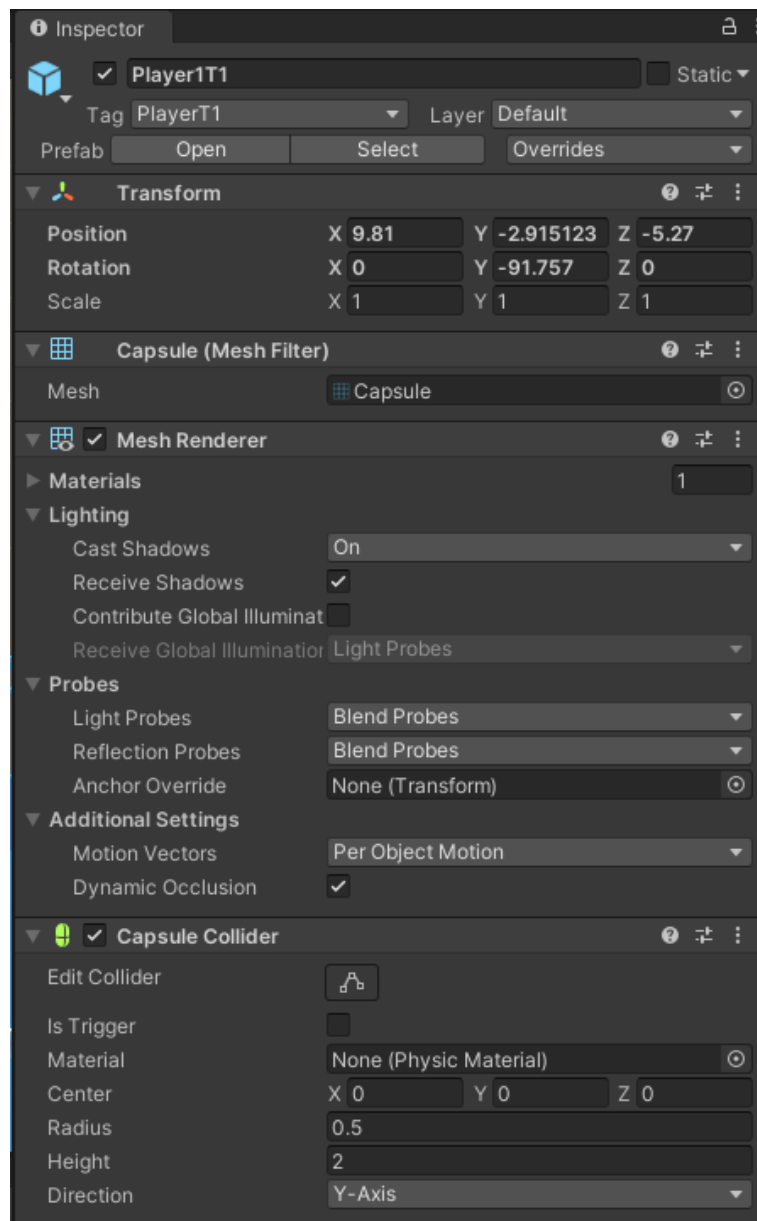 Inspector
Player1T1 Static
Tag PlayerT1 Layer Default
Prefab Open Select Overrides
Transform
Position X 9.81 Y -2.915123 Z -5.27
Rotation X 0 Y -91.757 Z 0
Scale X 1 Y 1 Z 1
Capsule (Mesh Filter)
Mesh Capsule
Mesh Renderer
Materials 1
Lighting
Cast Shadows On
Receive Shadows
Contribute Global Illuminat
Receive Global Illumination Light Probes
Probes
Light Probes Blend Probes
Reflection Probes Blend Probes
Anchor Override None (Transform)
Additional Settings
Motion Vectors Per Object Motion
Dynamic Occlusion
Capsule Collider
Edit Collider
Is Trigger
Material None (Physic Material)
Center X 0 Y 0 Z 0
Radius 0.5
Height 2
Direction Y-Axis